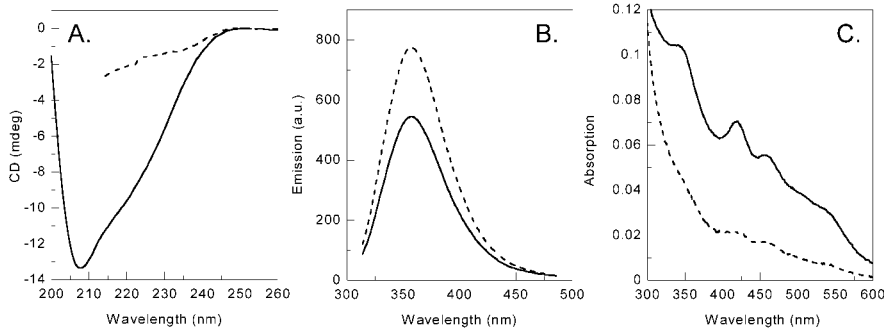 A.
0
-2
-4
-6
-8
-10
-12
-14
CD (mdeg)
200 210 220 230 240 250 260
Wavelength (nm)
B.
800
600
400
200
0
Emission (a.u.)
300 350 400 450 500
Wavelength (nm)
C.
0.12
0.1
0.08
0.06
0.04
0.02
0
Absorption
300 350 400 450 500 550 600
Wavelength (nm)